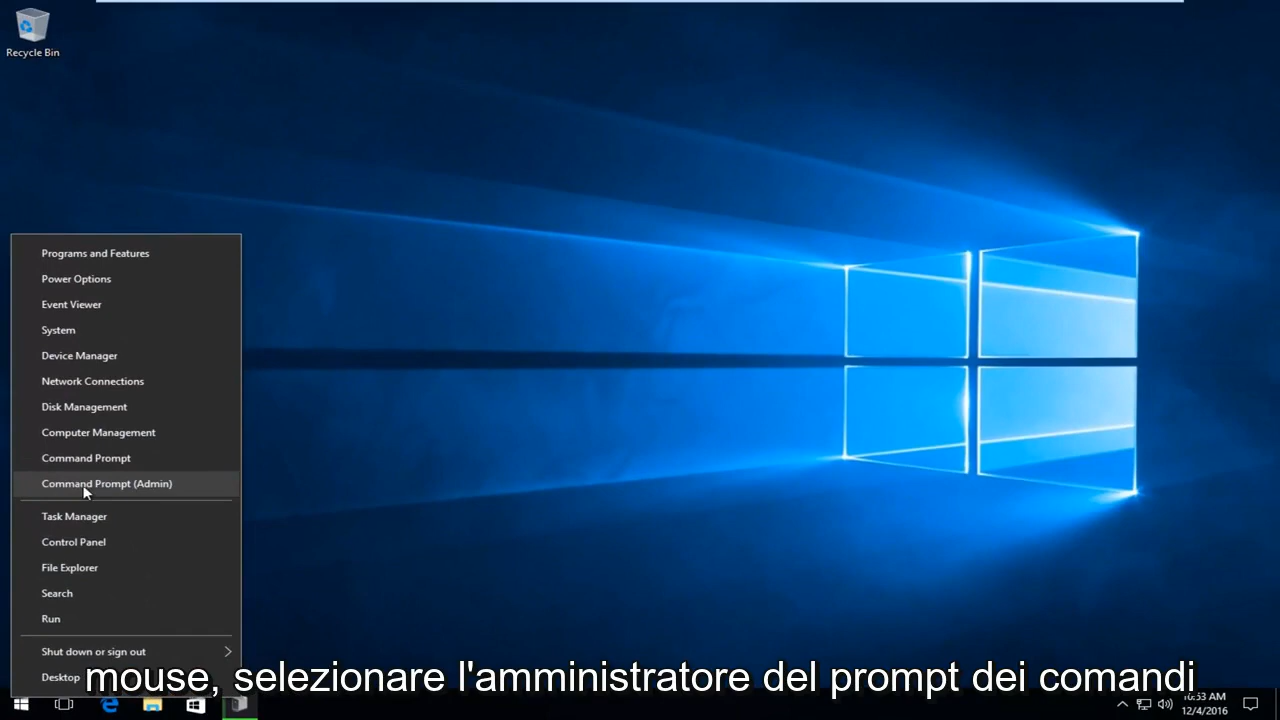 Recycle Bin
Programs and Features
Power Options
Event Viewer
System
Device Manager
Network Connections
Disk Management
Computer Management
Command Prompt
Command Prompt (Admin)
Task Manager
Control Panel
File Explorer
Search
Run
Shut down or sign out
Desktop
mouse, selezionare l'amministratore del prompt dei comandi
10:53 AM
12/4/2016